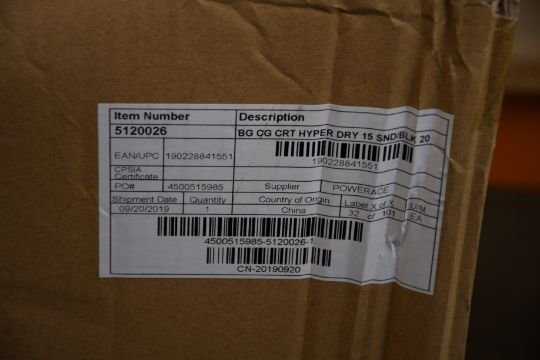 Item Number Description
5120026 BG CG CRT HYPER DRY 15 SND/BLK 20
EAN/UPC 190228841551
190228841551
CPSIA
Certificate
PO# 4500515985 Supplier POWERACE
Shipment Date Quantity Country of Origin Label X of X U/M
09/20/2019 1 China 32 of 101 EA
4500515985-5120026-1
CN-20190920